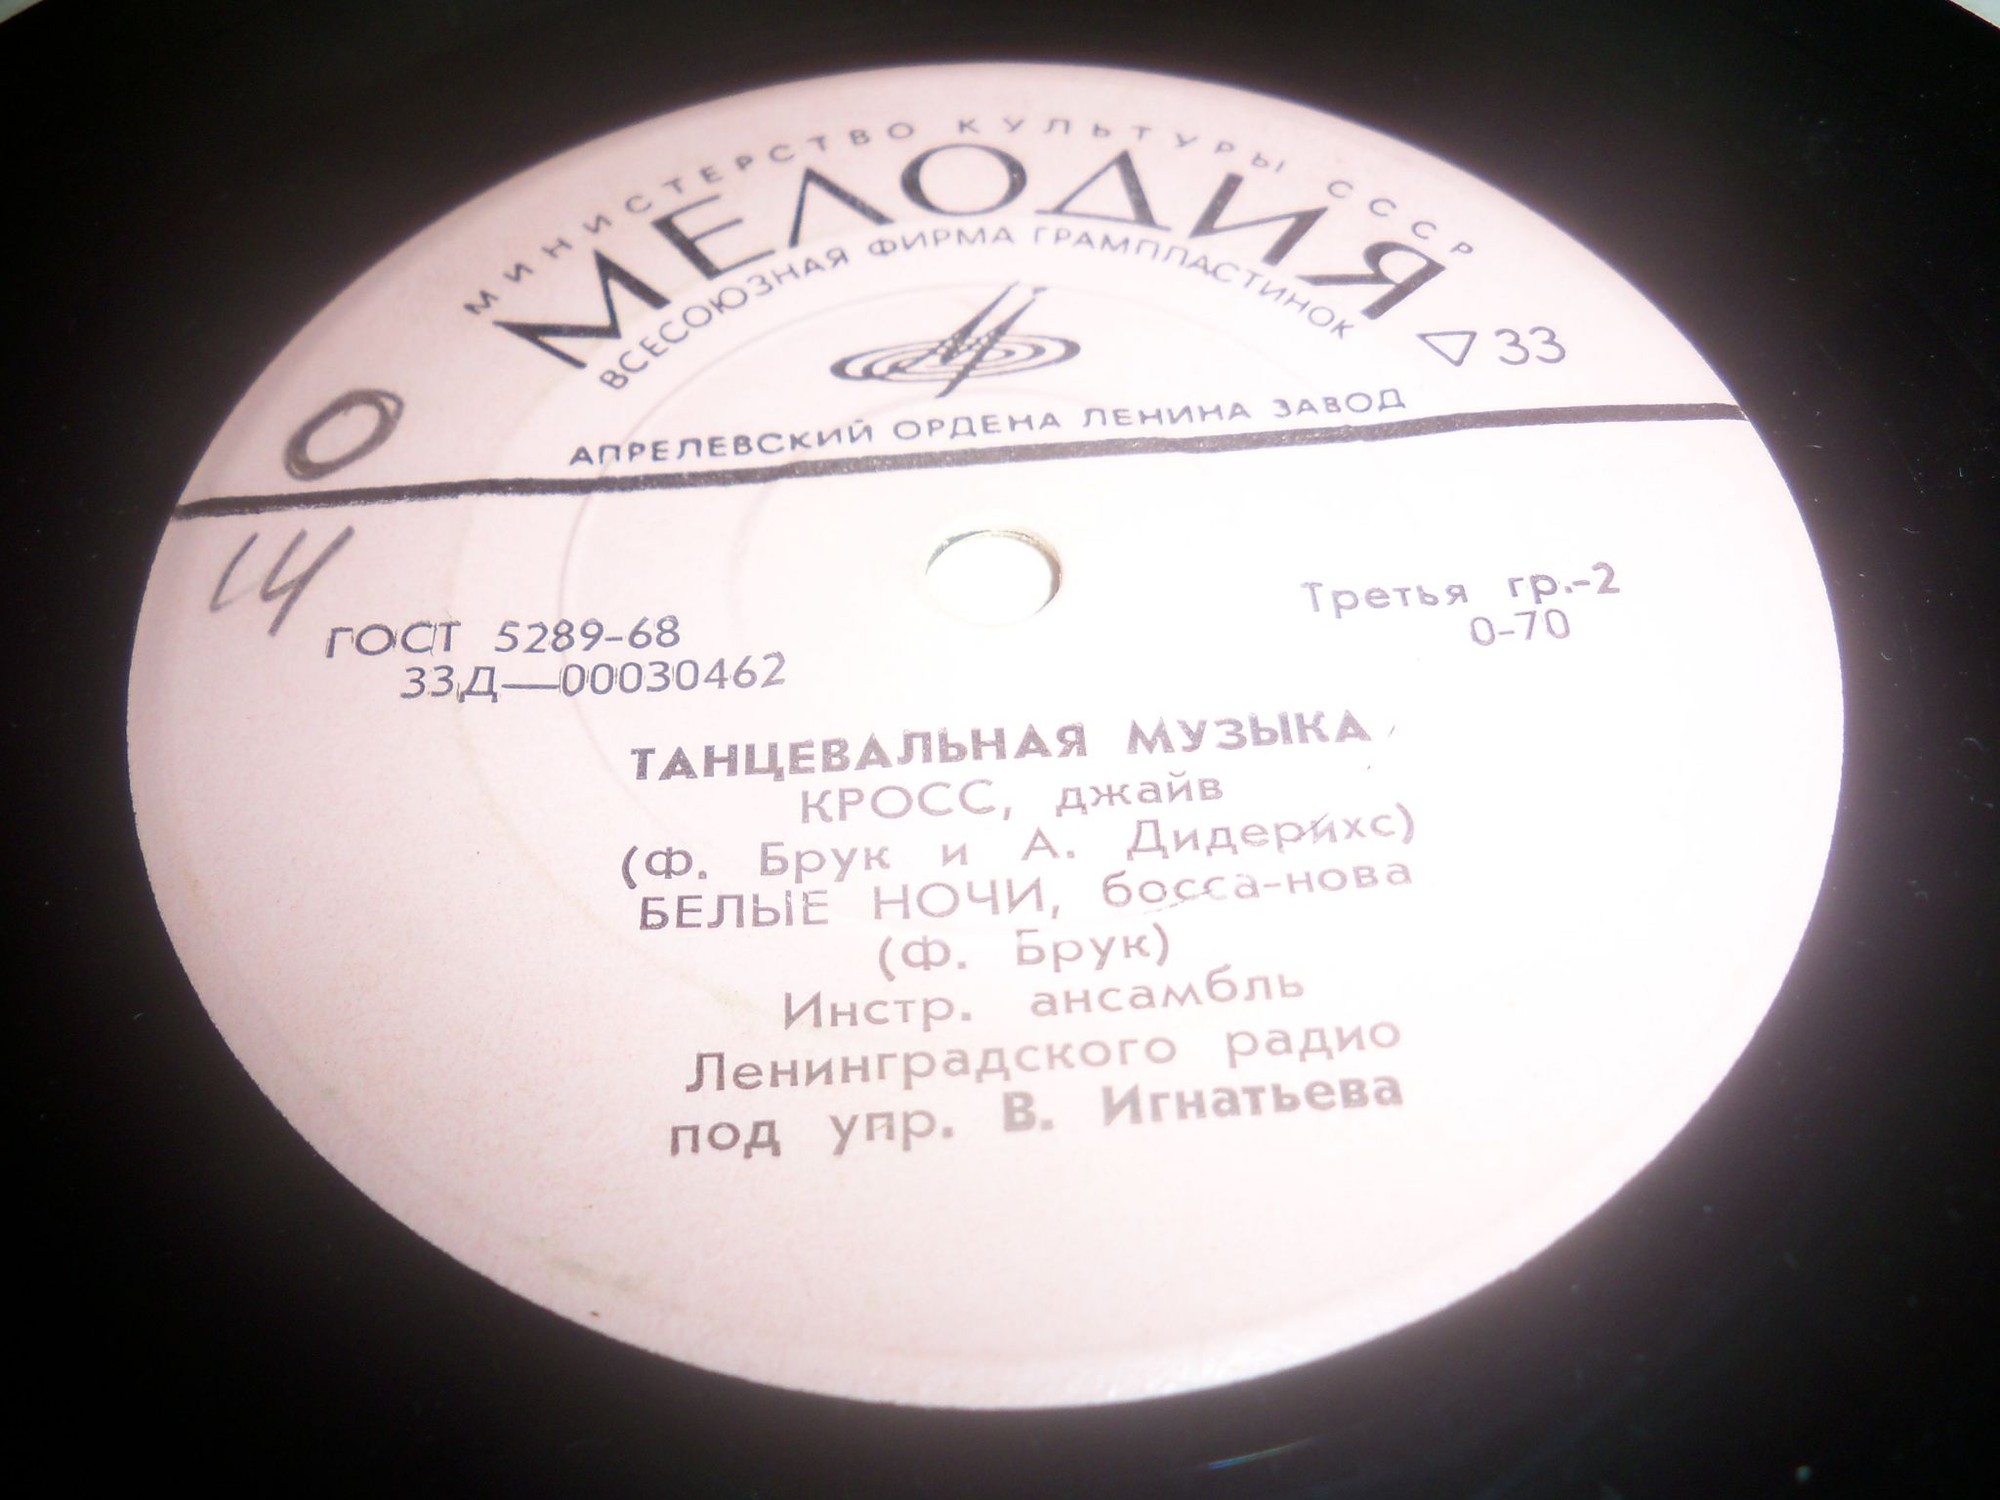 МИНИСТЕРСТВО КУЛЬТУРЫ СССР
МЕЛОДИЯ
ВСЕСОЮЗНАЯ ФИРМА ГРАМПЛАСТИНОК
33
АПРЕЛЕВСКИЙ ОРДЕНА ЛЕНИНА ЗАВОД
О
14
ГОСТ 5289-68
33Д—00030462
Третья гр.-2
0-70
ТАНЦЕВАЛЬНАЯ МУЗЫКА
КРОСС, джайв
(Ф. Брук и А. Дидерихс)
БЕЛЫЕ НОЧИ, босса-нова
(Ф. Брук)
Инстр. ансамбль
Ленинградского радио
под упр. В. Игнатьева